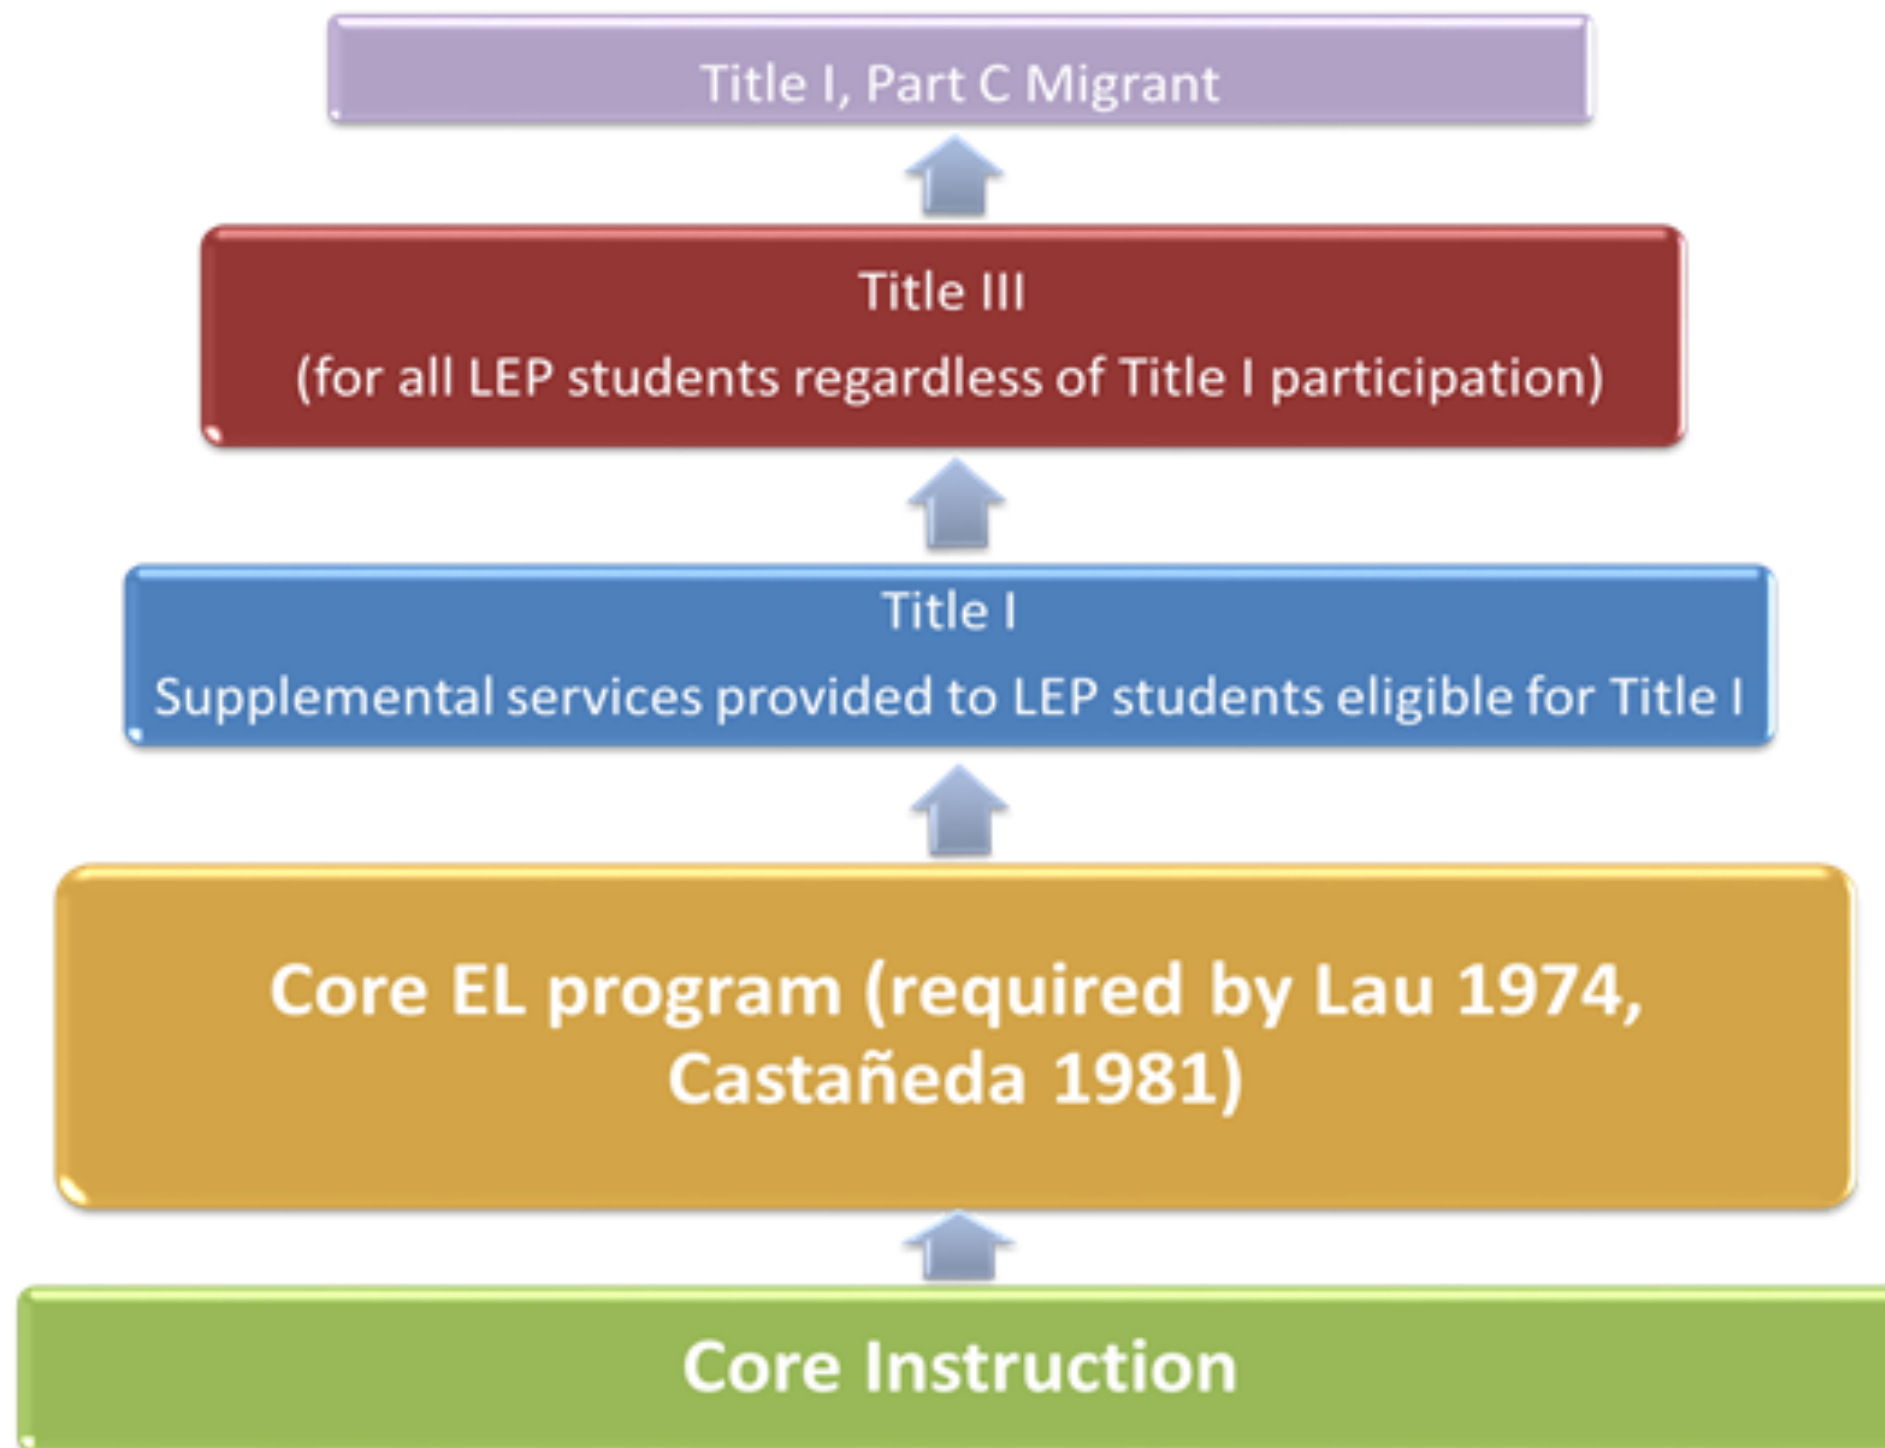 Title I, Part C Migrant
Title III
(for all LEP students regardless of Title I participation)
Title I
Supplemental services provided to LEP students eligible for Title I
Core EL program (required by Lau 1974,
Castañeda 1981)
Core Instruction